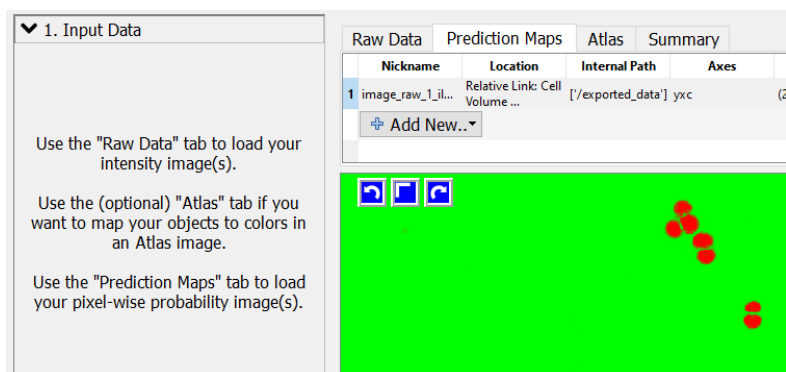 1. Input Data
Use the "Raw Data" tab to load your
intensity image(s).
Use the (optional) "Atlas" tab if you
want to map your objects to colors in
an Atlas image.
Use the "Prediction Maps" tab to load
your pixel-wise probability image(s).
Raw Data Prediction Maps Atlas Summary
Nickname Location Internal Path Axes
1 image_raw_1_il... Relative Link: Cell
Volume ... ['/exported_data'] yxc (2
Add New..